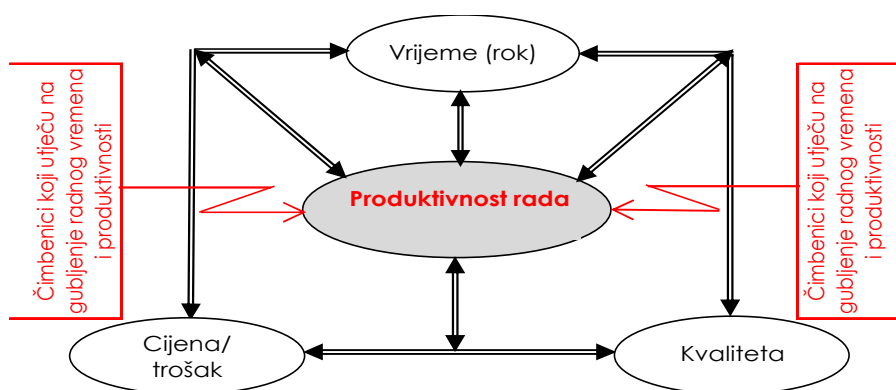 Vrijeme (rok)
Čimbenici koji utječu na
gubljenje radnog vremena
i produktivnosti
Produktivnost rada
Čimbenici koji utječu na
gubljenje radnog vremena
i produktivnosti
Cijena/
trošak
Kvaliteta